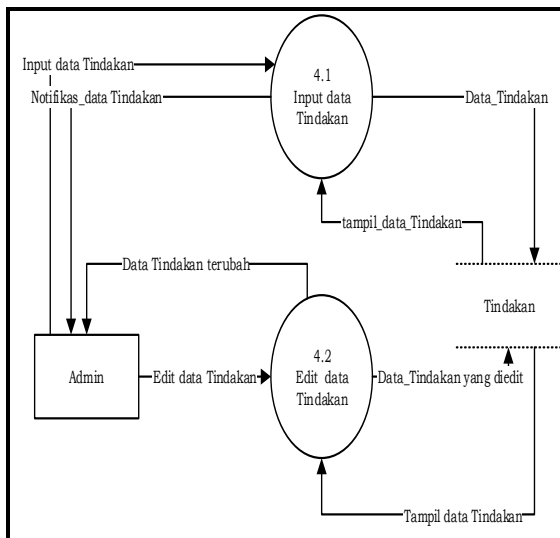 Input data Tindakan
Notifikas_data Tindakan
4.1
Input data
Tindakan
Data_Tindakan
tampil_data_Tindakan
Data Tindakan terubah
Tindakan
Admin
Edit data Tindakan
4.2
Edit data
Tindakan
Data_Tindakan yang diedit
Tampil data Tindakan